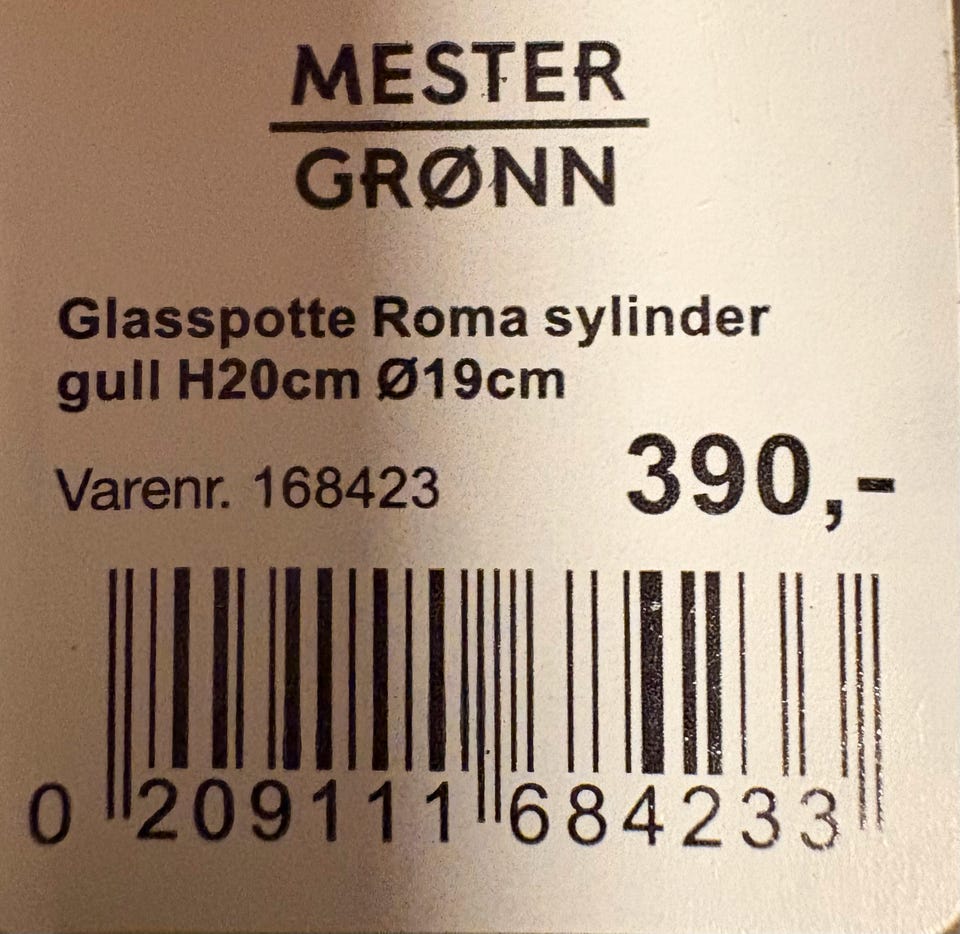 MESTER
GRØNN
Glasspotte Roma sylinder
gull H20cm Ø19cm
Varenr. 168423 390,-
0 209111 684233